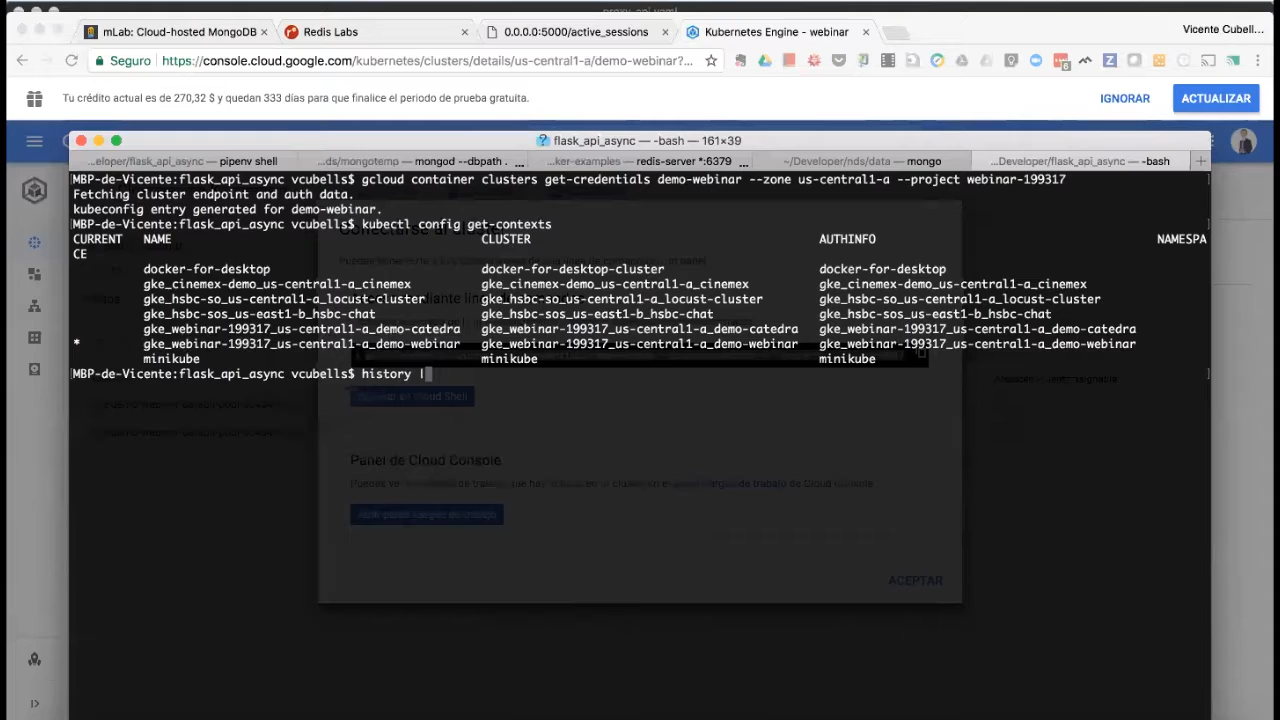 proxy_api.yaml
mLab: Cloud-hosted MongoDB × Redis Labs × 0.0.0.0:5000/active_sessions × Kubernetes Engine - webinar × Vicente Cubell...
Seguro https://console.cloud.google.com/kubernetes/clusters/details/us-central1-a/demo-webinar?...
Tu crédito actual es de 270,32 $ y quedan 333 días para que finalice el periodo de prueba gratuita. IGNORAR ACTUALIZAR
flask_api_async — -bash — 161×39
...eloper/flask_api_async — pipenv shell ...ds/mongotemp — mongod --dbpath . ... ...ker-examples — redis-server *:6379 ... ~/Developer/nds/data — mongo ...Developer/flask_api_async — -bash +
[MBP-de-Vicente:flask_api_async vcubells$ gcloud container clusters get-credentials demo-webinar --zone us-central1-a --project webinar-199317 ]
Fetching cluster endpoint and auth data.
kubeconfig entry generated for demo-webinar.
[MBP-de-Vicente:flask_api_async vcubells$ kubectl config get-contexts ]
CURRENT NAME CLUSTER AUTHINFO NAMESPA
CE
docker-for-desktop docker-for-desktop-cluster docker-for-desktop
gke_cinemex-demo_us-central1-a_cinemex gke_cinemex-demo_us-central1-a_cinemex gke_cinemex-demo_us-central1-a_cinemex
gke_hsbc-so_us-central1-a_locust-cluster gke_hsbc-so_us-central1-a_locust-cluster gke_hsbc-so_us-central1-a_locust-cluster
gke_hsbc-sos_us-east1-b_hsbc-chat gke_hsbc-sos_us-east1-b_hsbc-chat gke_hsbc-sos_us-east1-b_hsbc-chat
gke_webinar-199317_us-central1-a_demo-catedra gke_webinar-199317_us-central1-a_demo-catedra gke_webinar-199317_us-central1-a_demo-catedra
* gke_webinar-199317_us-central1-a_demo-webinar gke_webinar-199317_us-central1-a_demo-webinar gke_webinar-199317_us-central1-a_demo-webinar
minikube minikube minikube
[MBP-de-Vicente:flask_api_async vcubells$ history | ]
Cloud Shell
Panel de Cloud Console
de Cloud Console
ACEPTAR